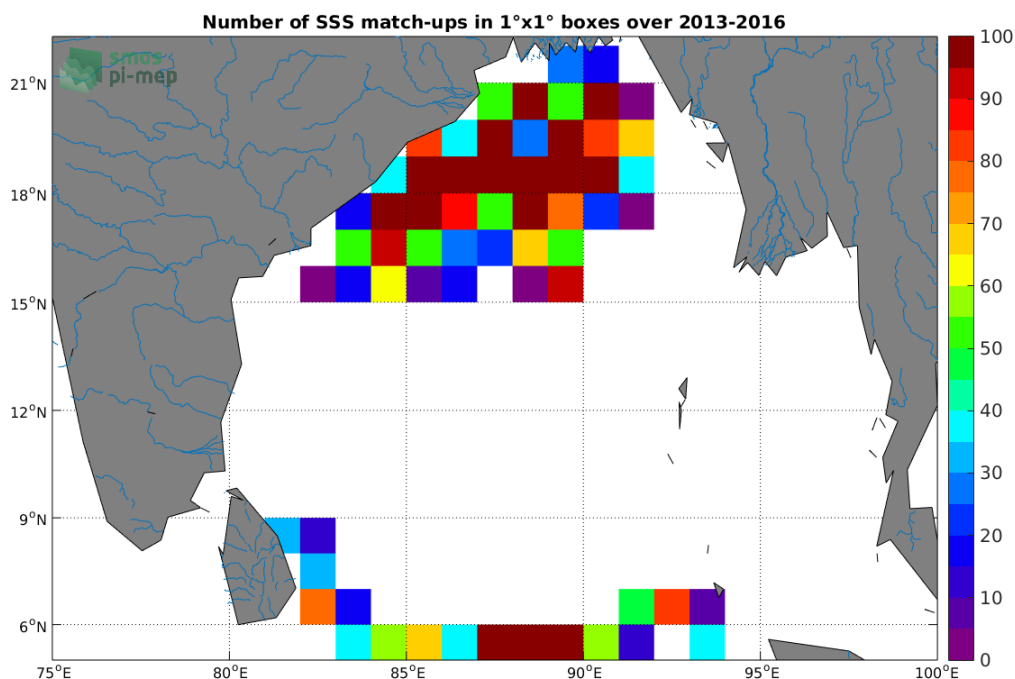 Number of SSS match-ups in 1°x1° boxes over 2013-2016
smos
pi-mep
21°N
18°N
15°N
12°N
9°N
6°N
75°E 80°E 85°E 90°E 95°E 100°E
100
90
80
70
60
50
40
30
20
10
0